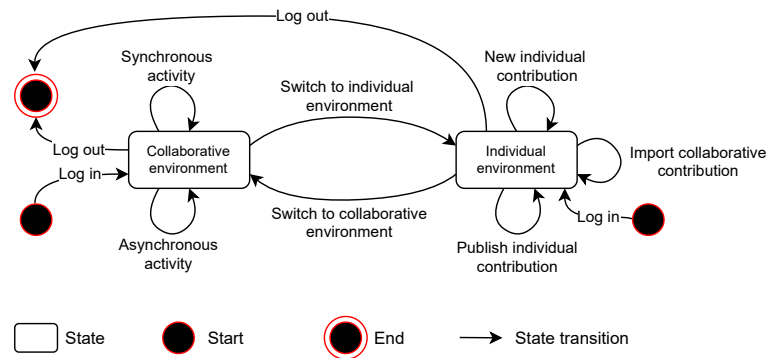 Log out
Synchronous
activity
New individual
contribution
Switch to individual
environment
Log out
Collaborative
environment
Individual
environment
Import collaborative
contribution
Log in
Switch to collaborative
environment
Log in
Asynchronous
activity
Publish individual
contribution
State
Start
End
State transition